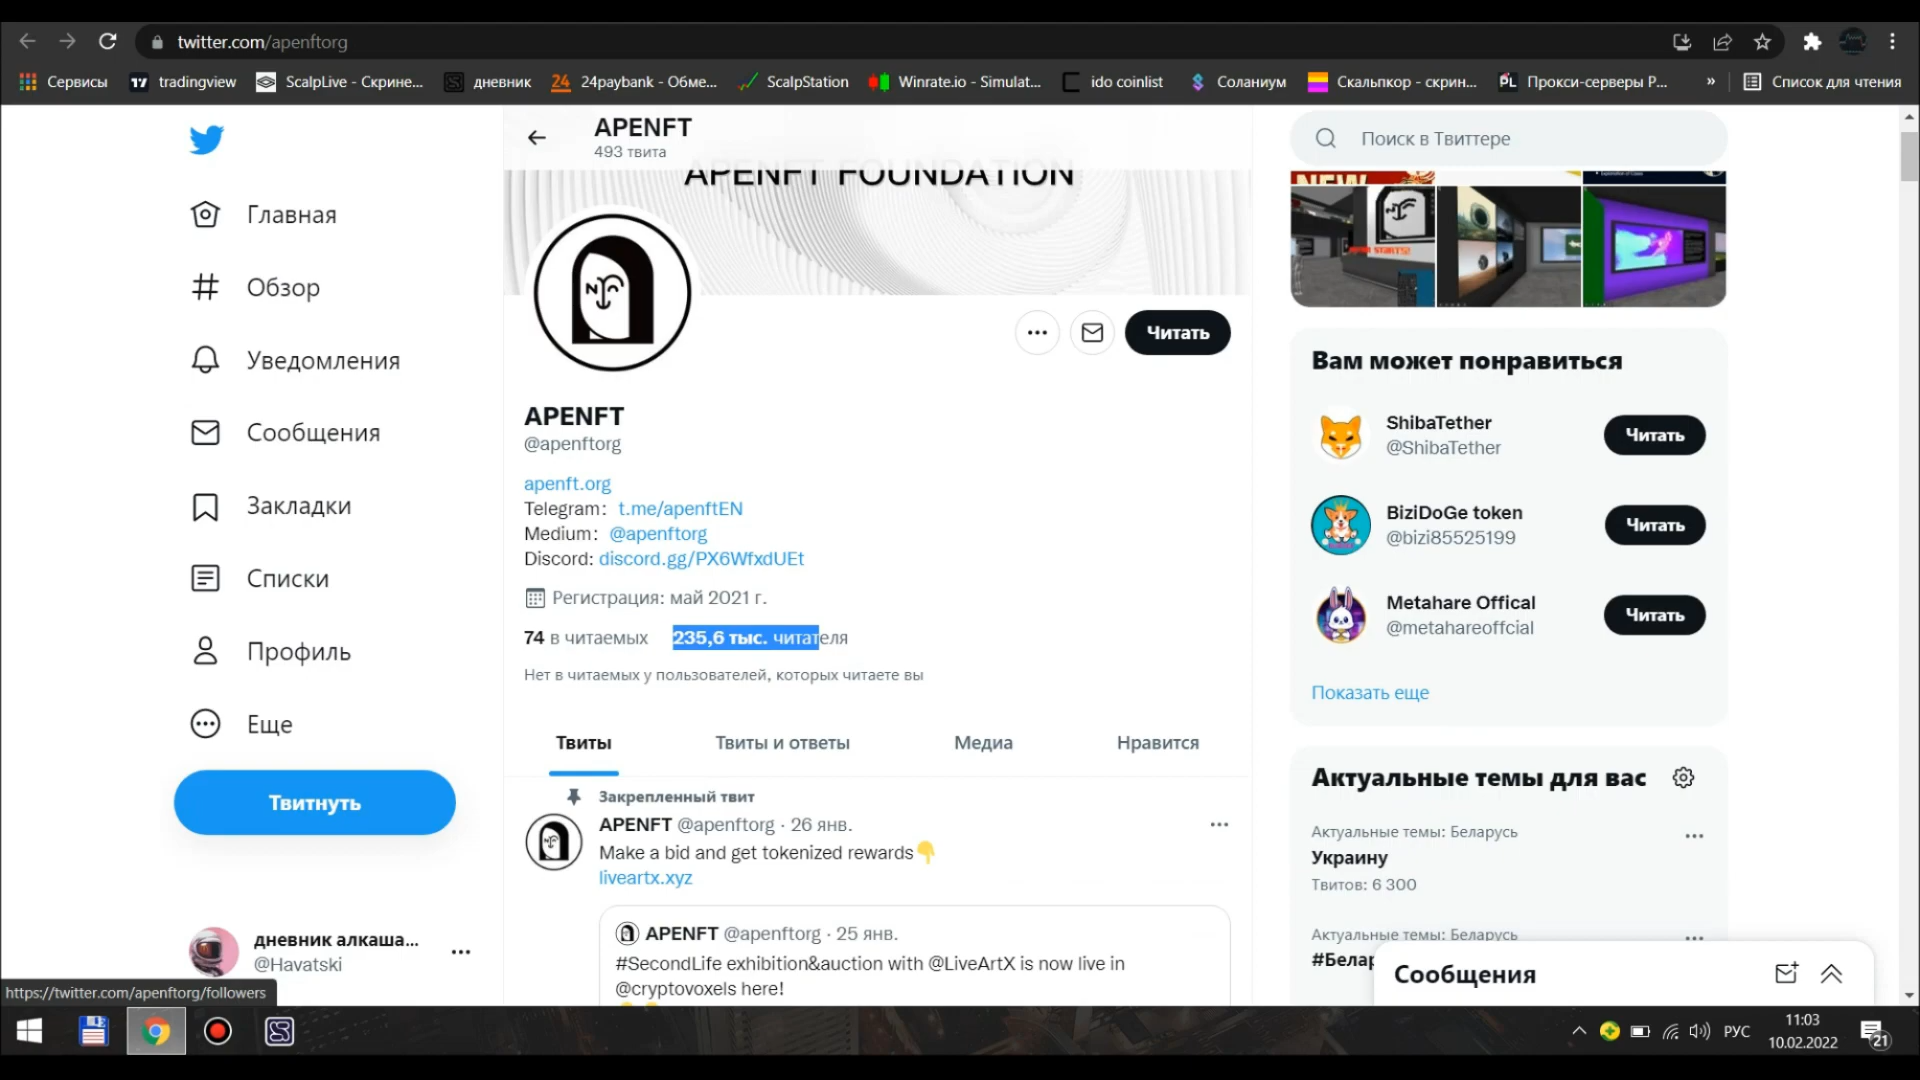 twitter.com/apenftorg
Сервисы
tradingview
ScalpLive - Скрине...
дневник
24paybank - Обме...
ScalpStation
Winrate.io - Simulat...
ido coinlist
Соланиум
Скальпкор - скрин...
Прокси-серверы P...
»
Список для чтения
APENFT
493 твита
APENFT FOUNDATION
Поиск в Твиттере
Главная
Обзор
Уведомления
Сообщения
Закладки
Списки
Профиль
Еще
Твитнуть
дневник алкаша...
@Havatski
https://twitter.com/apenftorg/followers
Читать
APENFT
@apenftorg
apenft.org
Telegram: t.me/apenftEN
Medium: @apenftorg
Discord: discord.gg/PX6WfxdUEt
Регистрация: май 2021 г.
74 в читаемых 235,6 тыс. читателя
Нет в читаемых у пользователей, которых читаете вы
Твиты
Твиты и ответы
Медиа
Нравится
Закрепленный твит
APENFT @apenftorg · 26 янв.
Make a bid and get tokenized rewards👇
liveartx.xyz
APENFT @apenftorg · 25 янв.
#SecondLife exhibition&auction with @LiveArtX is now live in
@cryptovoxels here!
NEW
Вам может понравиться
ShibaTether
@ShibaTether
Читать
BiziDoGe token
@bizi85525199
Читать
Metahare Offical
@metahareoffcial
Читать
Показать еще
Актуальные темы для вас
Актуальные темы: Беларусь
Украину
Твитов: 6 300
Актуальные темы: Беларусь
#Белар
Сообщения
РУС
11:03
10.02.2022
21